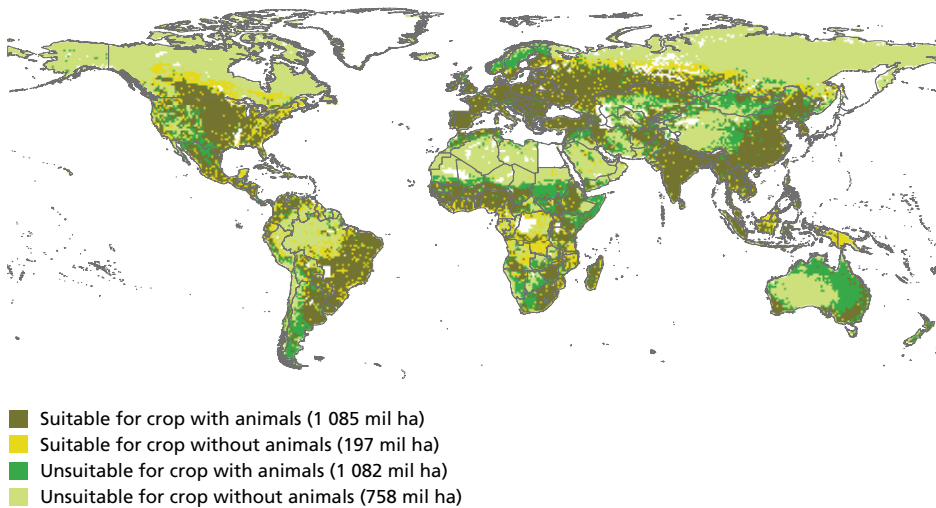 Suitable for crop with animals (1 085 mil ha)
Suitable for crop without animals (197 mil ha)
Unsuitable for crop with animals (1 082 mil ha)
Unsuitable for crop without animals (758 mil ha)